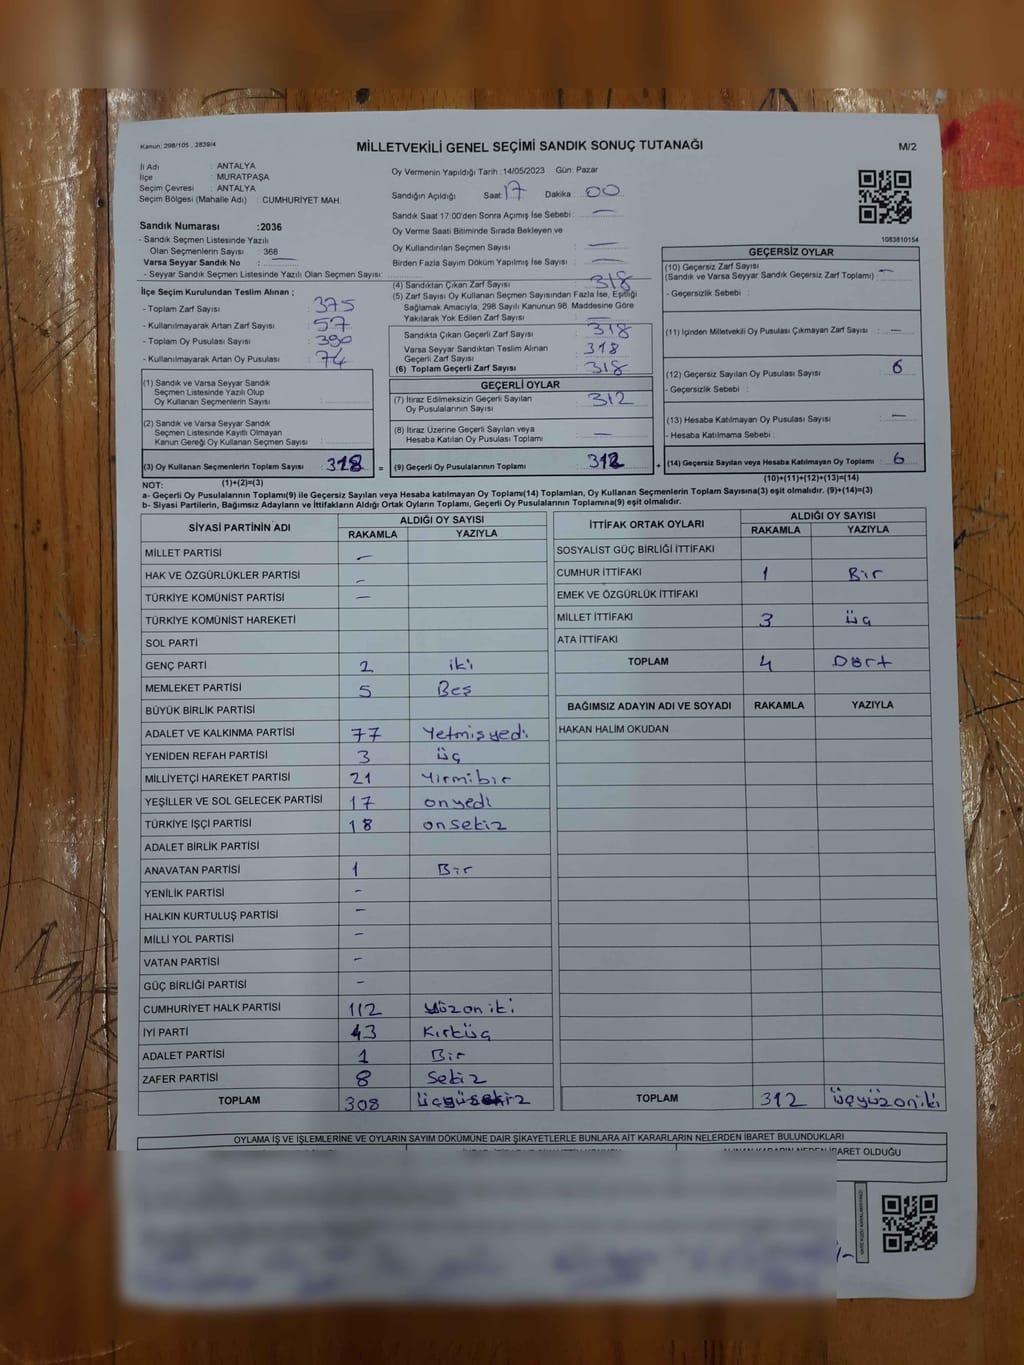 Kanun: 298/105 , 2839/4
MİLLETVEKİLİ GENEL SEÇİMİ SANDIK SONUÇ TUTANAĞI
M/2
İl Adı : ANTALYA
İlçe : MURATPAŞA
Seçim Çevresi : ANTALYA
Seçim Bölgesi (Mahalle Adı) : CUMHURİYET MAH.
Oy Vermenin Yapıldığı Tarih :14/05/2023 Gün: Pazar
Sandığın Açıldığı Saat: 17 Dakika : 00
Sandık Saat 17:00'den Sonra Açımış İse Sebebi : —
Oy Verme Saati Bitiminde Sırada Bekleyen ve
Oy Kullandırılan Seçmen Sayısı : —
Birden Fazla Sayım Döküm Yapılmış İse Sayısı : —
1083810154
Sandık Numarası :2036
- Sandık Seçmen Listesinde Yazılı
Olan Seçmenlerin Sayısı : 368
Varsa Seyyar Sandık No : —
- Seyyar Sandık Seçmen Listesinde Yazılı Olan Seçmen Sayısı:
İlçe Seçim Kurulundan Teslim Alınan ;
- Toplam Zarf Sayısı : 375
- Kullanılmayarak Artan Zarf Sayısı : 57
- Toplam Oy Pusulası Sayısı : 390
- Kullanılmayarak Artan Oy Pusulası : 74
(1) Sandık ve Varsa Seyyar Sandık
Seçmen Listesinde Yazılı Olup
Oy Kullanan Seçmenlerin Sayısı :
(2) Sandık ve Varsa Seyyar Sandık
Seçmen Listesinde Kayıtlı Olmayan
Kanun Gereği Oy Kullanan Seçmen Sayısı :
(3) Oy Kullanan Seçmenlerin Toplam Sayısı : 318 =
(1)+(2)=(3)
(4) Sandıktan Çıkan Zarf Sayısı : 318
(5) Zarf Sayısı Oy Kullanan Seçmen Sayısından Fazla İse, Eşitliği
Sağlamak Amacıyla, 298 Sayılı Kanunun 98. Maddesine Göre
Yakılarak Yok Edilen Zarf Sayısı : —
Sandıkta Çıkan Geçerli Zarf Sayısı : 318
Varsa Seyyar Sandıktan Teslim Alınan
Geçerli Zarf Sayısı : 318
(6) Toplam Geçerli Zarf Sayısı : 318
GEÇERLİ OYLAR
(7) İtiraz Edilmeksizin Geçerli Sayılan
Oy Pusulalarının Sayısı : 312
(8) İtiraz Üzerine Geçerli Sayılan veya
Hesaba Katılan Oy Pusulası Toplamı : —
(9) Geçerli Oy Pusulalarının Toplamı : 312 +
GEÇERSİZ OYLAR
(10) Geçersiz Zarf Sayısı : —
(Sandık ve Varsa Seyyar Sandık Geçersiz Zarf Toplamı)
- Geçersizlik Sebebi :
(11) İçinden Milletvekili Oy Pusulası Çıkmayan Zarf Sayısı : —
(12) Geçersiz Sayılan Oy Pusulası Sayısı : 6
- Geçersizlik Sebebi :
(13) Hesaba Katılmayan Oy Pusulası Sayısı : —
- Hesaba Katılmama Sebebi :
(14) Geçersiz Sayılan veya Hesaba Katılmayan Oy Toplamı : 6
(10)+(11)+(12)+(13)=(14)
NOT:
a- Geçerli Oy Pusulalarının Toplamı(9) ile Geçersiz Sayılan veya Hesaba katılmayan Oy Toplamı(14) Toplamları, Oy Kullanan Seçmenlerin Toplam Sayısına(3) eşit olmalıdır. (9)+(14)=(3)
b- Siyasi Partilerin, Bağımsız Adayların ve İttifakların Aldığı Oyların Toplamı, Geçerli Oy Pusulalarının Toplamına(9) eşit olmalıdır.
SİYASİ PARTİNİN ADI ALDIĞI OY SAYISI
RAKAMLA YAZIYLA
MİLLET PARTİSİ —
HAK VE ÖZGÜRLÜKLER PARTİSİ —
TÜRKİYE KOMÜNİST PARTİSİ —
TÜRKİYE KOMÜNİST HAREKETİ
SOL PARTİ
GENÇ PARTİ 2 iki
MEMLEKET PARTİSİ 5 Beş
BÜYÜK BİRLİK PARTİSİ
ADALET VE KALKINMA PARTİSİ 77 Yetmişyedi
YENİDEN REFAH PARTİSİ 3 üç
MİLLİYETÇİ HAREKET PARTİSİ 21 Yirmibir
YEŞİLLER VE SOL GELECEK PARTİSİ 17 onyedi
TÜRKİYE İŞÇİ PARTİSİ 18 onsekiz
ADALET BİRLİK PARTİSİ
ANAVATAN PARTİSİ 1 Bir
YENİLİK PARTİSİ -
HALKIN KURTULUŞ PARTİSİ -
MİLLİ YOL PARTİSİ -
VATAN PARTİSİ -
GÜÇ BİRLİĞİ PARTİSİ -
CUMHURİYET HALK PARTİSİ 112 yüzoniki
İYİ PARTİ 43 Kırküç
ADALET PARTİSİ 1 Bir
ZAFER PARTİSİ 8 Sekiz
TOPLAM 308
İTTİFAK ORTAK OYLARI ALDIĞI OY SAYISI
RAKAMLA YAZIYLA
SOSYALİST GÜÇ BİRLİĞİ İTTİFAKI
CUMHUR İTTİFAKI 1 Bir
EMEK VE ÖZGÜRLÜK İTTİFAKI
MİLLET İTTİFAKI 3 üç
ATA İTTİFAKI
TOPLAM 4 Dört
BAĞIMSIZ ADAYIN ADI VE SOYADI RAKAMLA YAZIYLA
HAKAN HALİM OKUDAN
TOPLAM 312 üçyüzoniki
OYLAMA İŞ VE İŞLEMLERİNE VE OYLARIN SAYIM DÖKÜMÜNE DAİR ŞİKAYETLERLE BUNLARA AİT KARARLARIN NELERDEN İBARET BULUNDUKLARI
ALINAN KARARIN NEDEN İBARET OLDUĞU